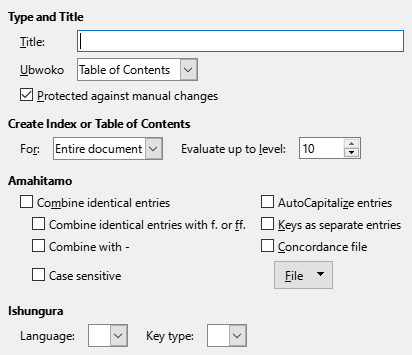 Type and Title
Title:
Ubwoko Table of Contents
Protected against manual changes
Create Index or Table of Contents
For: Entire document Evaluate up to level: 10
Amahitamo
Combine identical entries AutoCapitalize entries
Combine identical entries with f. or ff. Keys as separate entries
Combine with - Concordance file
Case sensitive File
Ishungura
Language: Key type: